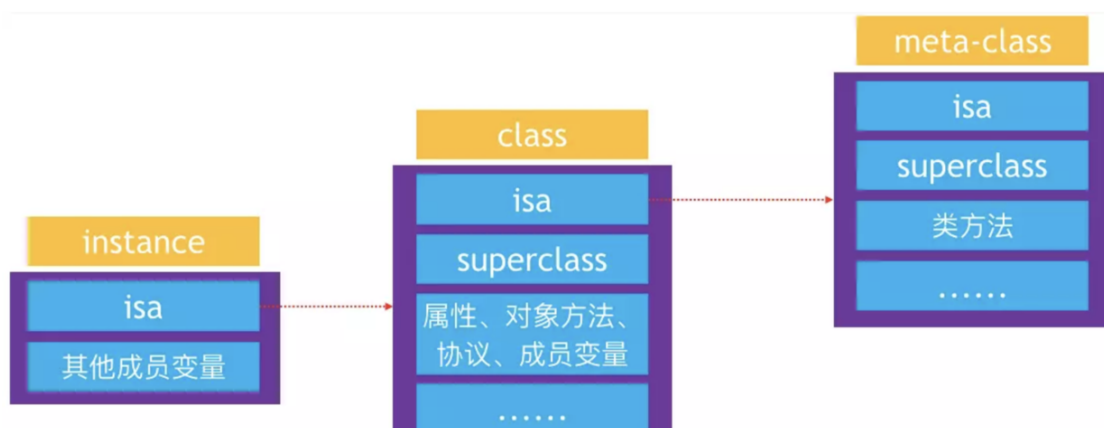 instance
isa
其他成员变量
class
isa
superclass
属性、对象方法、
协议、成员变量
......
meta-class
isa
superclass
类方法
......